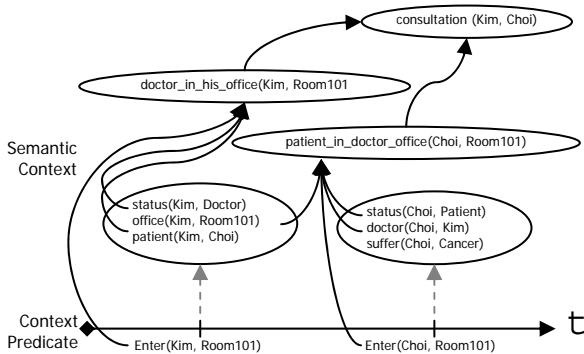 consultation (Kim, Choi)
doctor_in_his_office(Kim, Room101
patient_in_doctor_office(Choi, Room101)
Semantic
Context
status(Kim, Doctor)
office(Kim, Room101)
patient(Kim, Choi)
status(Choi, Patient)
doctor(Choi, Kim)
suffer(Choi, Cancer)
Context
Predicate
t
Enter(Kim, Room101)
Enter(Choi, Room101)